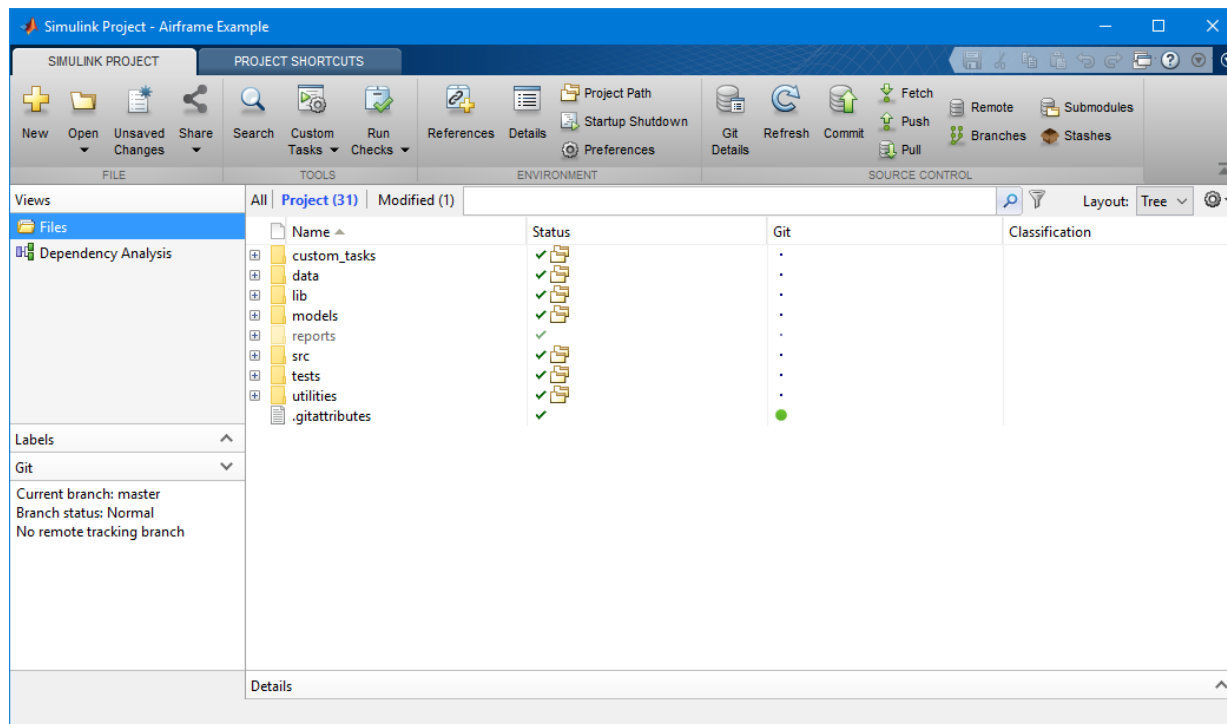 Simulink Project - Airframe Example
SIMULINK PROJECT PROJECT SHORTCUTS
New Open Unsaved Changes Share
FILE
Search Custom Tasks Run Checks
TOOLS
References Details Project Path
Startup Shutdown
Preferences
ENVIRONMENT
Git Details Refresh Commit Fetch
Push
Pull
Remote
Branches
Submodules
Stashes
SOURCE CONTROL
Views
Files
Dependency Analysis
Labels
Git
Current branch: master
Branch status: Normal
No remote tracking branch
All Project (31) Modified (1) Layout: Tree
Name Status Git Classification
custom_tasks
data
lib
models
reports
src
tests
utilities
.gitattributes
Details